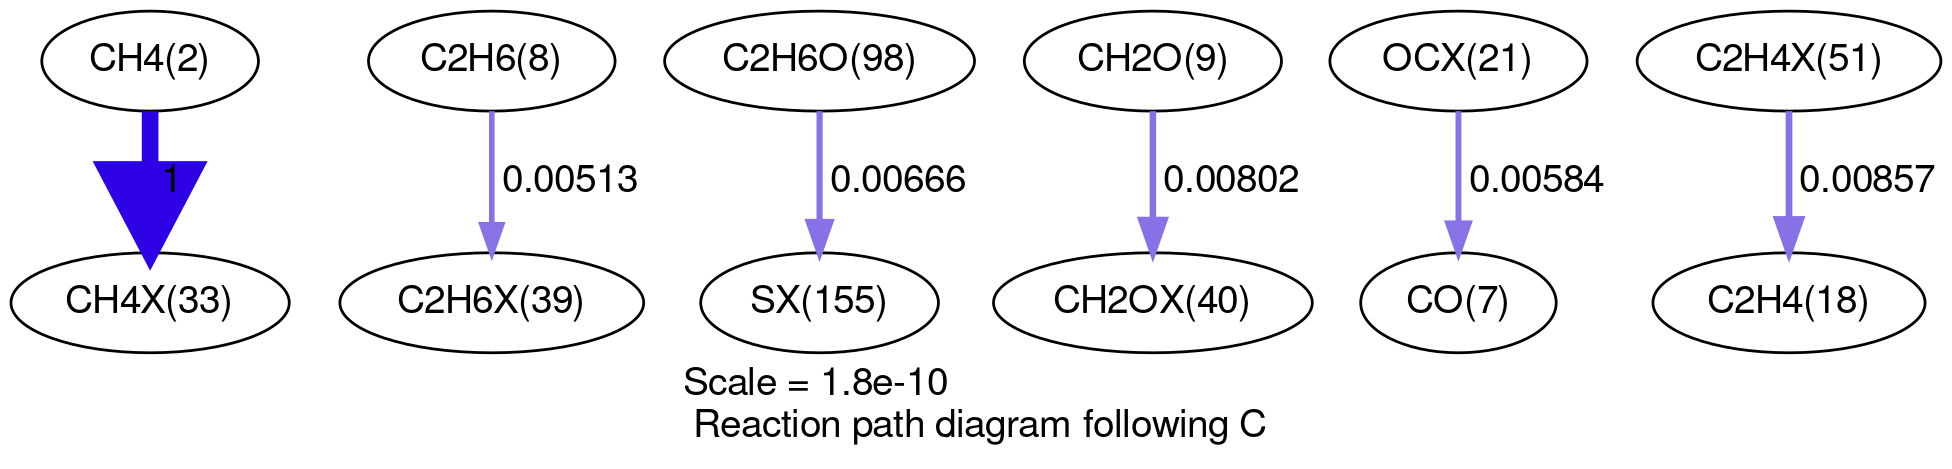 CH4(2) C2H6(8) C2H6O(98) CH2O(9) OCX(21) C2H4X(51)
1 0.00513 0.00666 0.00802 0.00584 0.00857
CH4X(33) C2H6X(39) SX(155) CH2OX(40) CO(7) C2H4(18)
Scale = 1.8e-10
Reaction path diagram following C